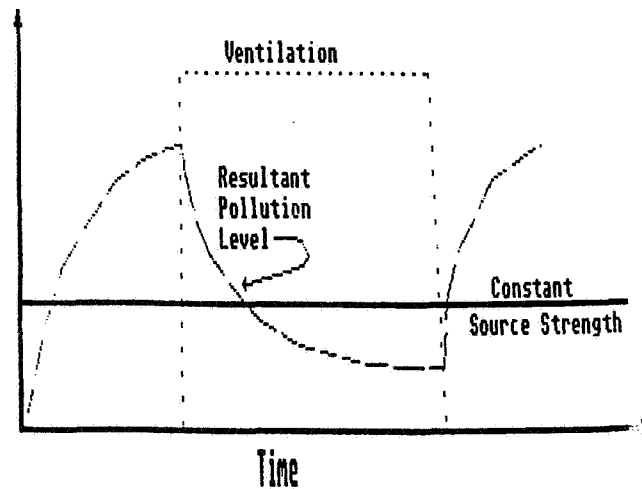 Ventilation
Resultant
Pollution
Level
Constant
Source Strength
Time